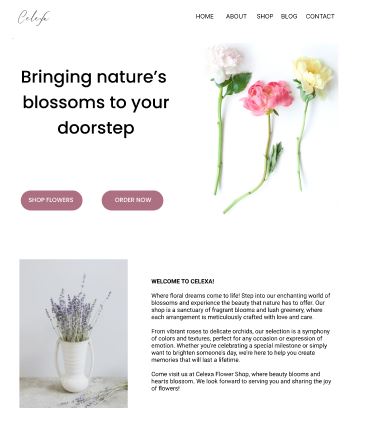 Celexa
HOME ABOUT SHOP BLOG CONTACT
Bringing nature's
blossoms to your
doorstep
SHOP FLOWERS ORDER NOW
WELCOME TO CELEXA!
Where floral dreams come to life! Step into our enchanting world of
blossoms and experience the beauty that nature has to offer. Our
shop is a sanctuary of fragrant blooms and lush greenery, where
each arrangement is meticulously crafted with love and care.
From vibrant roses to delicate orchids, our selection is a symphony
of colors and textures, perfect for any occasion or expression of
emotion. Whether you're celebrating a special milestone or simply
want to brighten someone's day, we're here to help you create
memories that will last a lifetime.
Come visit us at Celexa Flower Shop, where beauty blooms and
hearts blossom. We look forward to serving you and sharing the joy
of flowers!